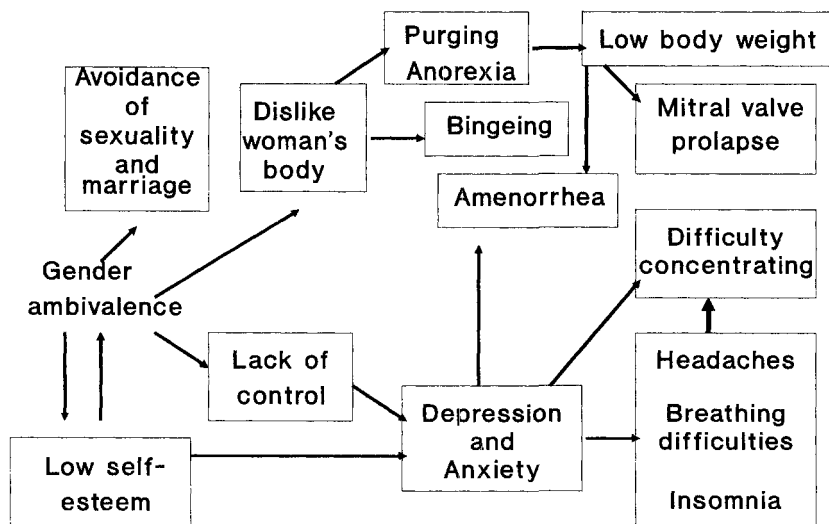 Avoidance
of
sexuality
and
marriage
Dislike
woman's
body
Purging
Anorexia
Low body weight
Bingeing
Mitral valve
prolapse
Amenorrhea
Gender
ambivalence
Difficulty
concentrating
Lack of
control
Low self-
esteem
Depression
and
Anxiety
Headaches
Breathing
difficulties
Insomnia